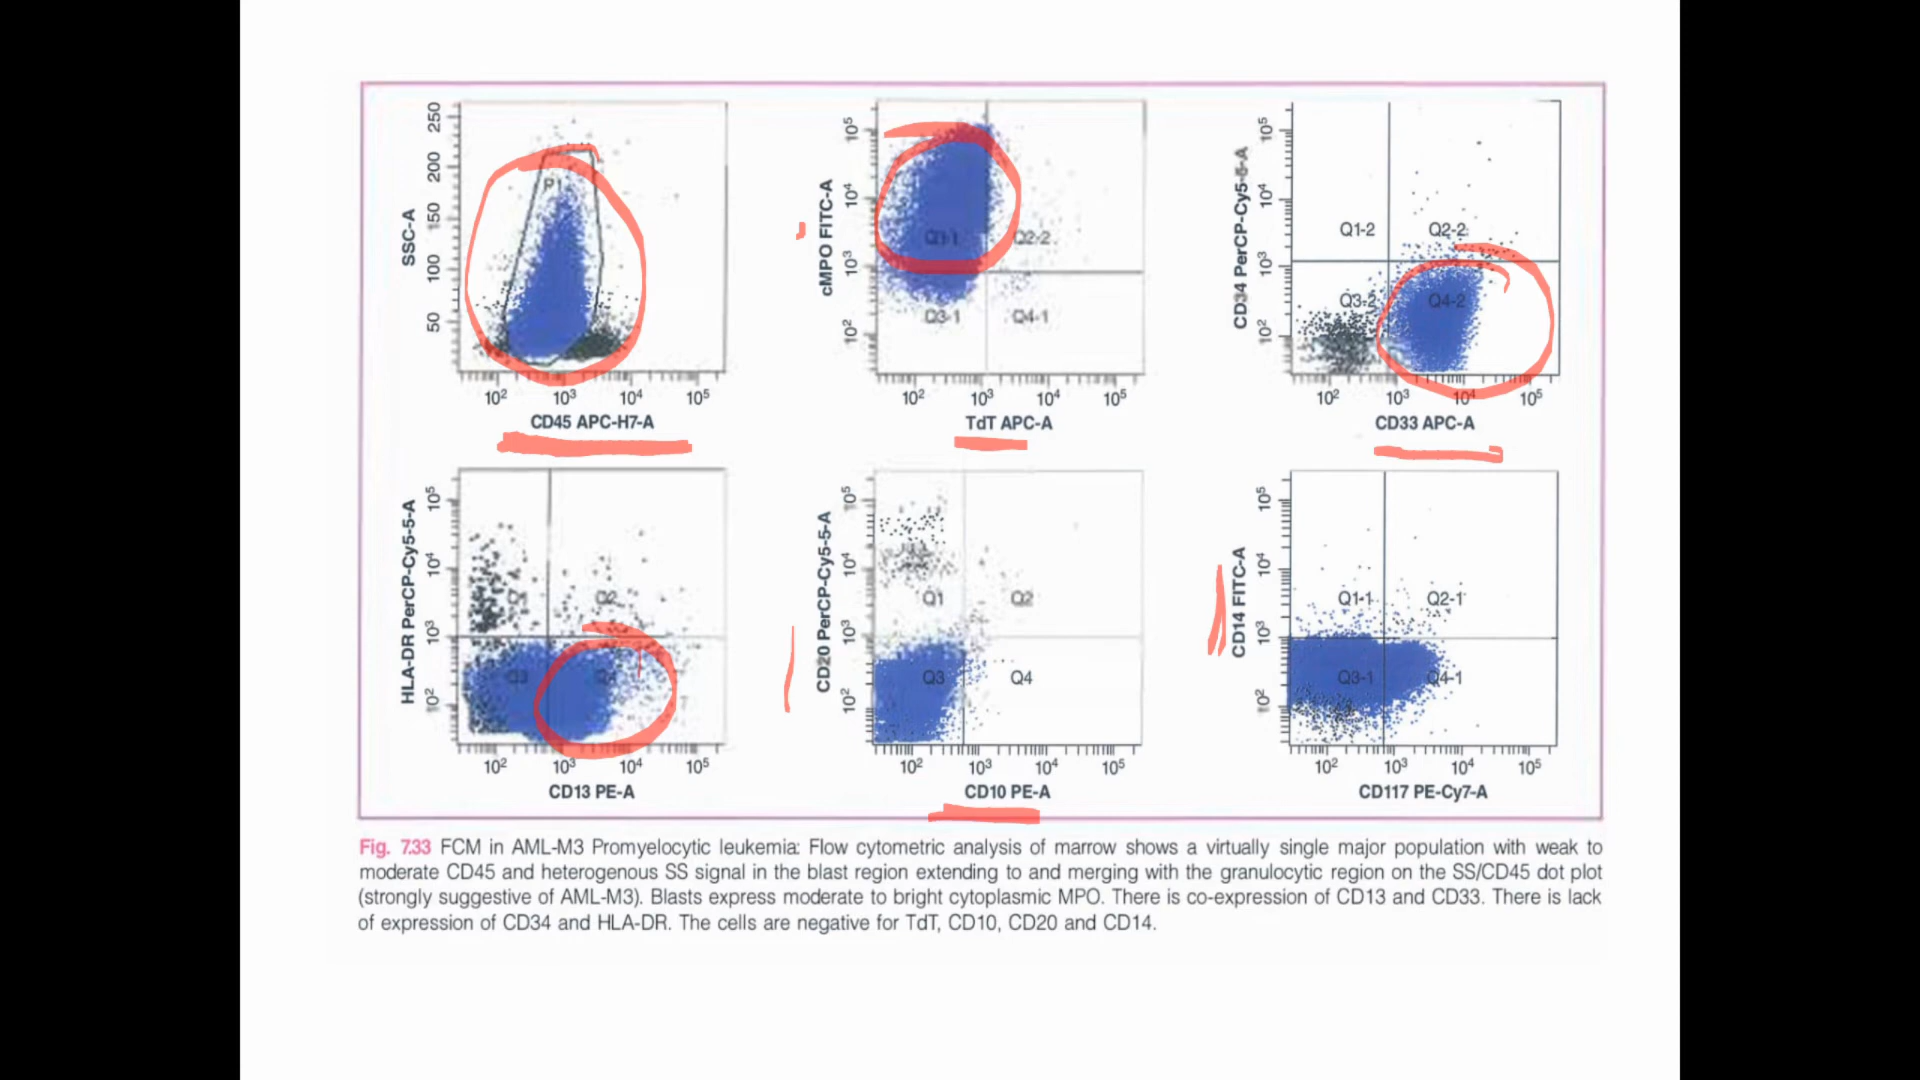 250
200
150
100
50
SSC-A
P1
10² 10³ 10⁴ 10⁵
CD45 APC-H7-A
10⁵
10⁴
10³
10²
cMPO FITC-A
Q2-2
Q3-1 Q4-1
10² 10³ 10⁴ 10⁵
TdT APC-A
10⁵
10⁴
10³
10²
CD34 PerCP-Cy5-5-A
Q1-2 Q2-2
Q3-2 Q4-2
10² 10³ 10⁴ 10⁵
CD33 APC-A
10⁵
10⁴
10³
10²
HLA-DR PerCP-Cy5-5-A
Q2
Q3
10² 10³ 10⁴ 10⁵
CD13 PE-A
10⁵
10⁴
10³
10²
CD20 PerCP-Cy5-5-A
Q1 Q2
Q3 Q4
10² 10³ 10⁴ 10⁵
CD10 PE-A
10⁵
10⁴
10³
10²
CD14 FITC-A
Q1-1 Q2-1
Q3-1 Q4-1
10² 10³ 10⁴ 10⁵
CD117 PE-Cy7-A
Fig. 7.33 FCM in AML-M3 Promyelocytic leukemia: Flow cytometric analysis of marrow shows a virtually single major population with weak to
moderate CD45 and heterogenous SS signal in the blast region extending to and merging with the granulocytic region on the SS/CD45 dot plot
(strongly suggestive of AML-M3). Blasts express moderate to bright cytoplasmic MPO. There is co-expression of CD13 and CD33. There is lack
of expression of CD34 and HLA-DR. The cells are negative for TdT, CD10, CD20 and CD14.